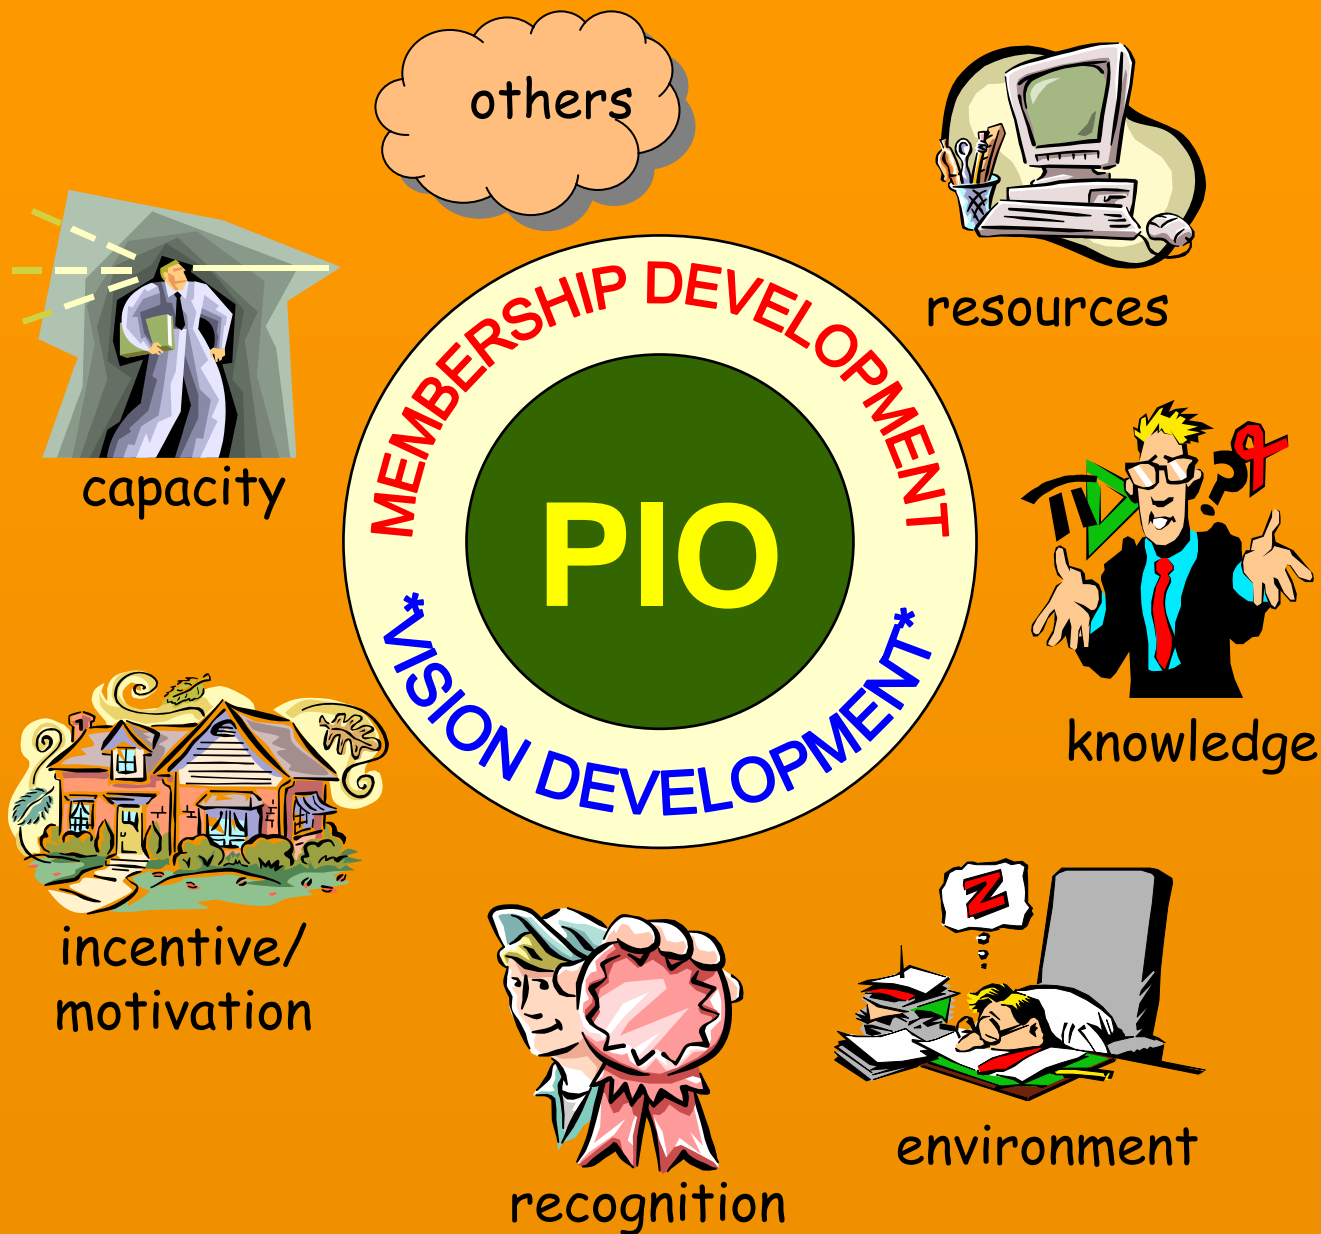 others
resources
capacity
MEMBERSHIP DEVELOPMENT
PIO
*VISION DEVELOPMENT*
knowledge
incentive/
motivation
Z
environment
recognition